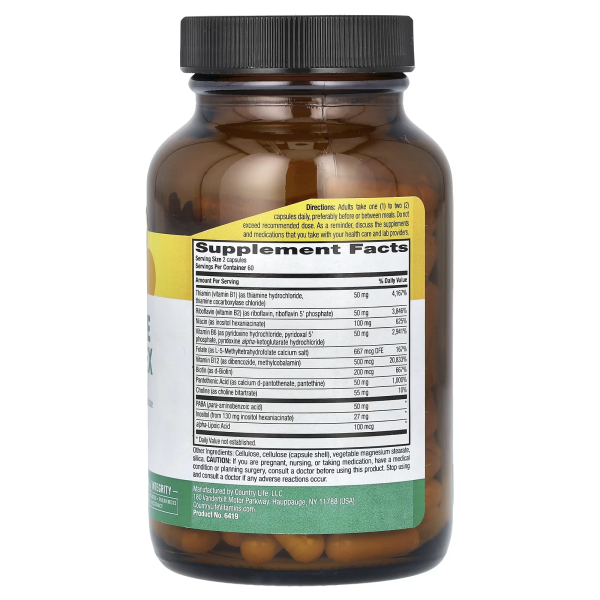 Directions: Adults take one (1) to two (2)
capsules daily, preferably before or between meals. Do not
exceed recommended dose. As a reminder, discuss the supplements
and medications that you take with your health care and lab providers.
Supplement Facts
Serving Size 2 capsules
Servings Per Container 60
Amount Per Serving % Daily Value
Thiamin (vitamin B1) (as thiamine hydrochloride, 50 mg 4,167%
thiamine cocarboxylase chloride)
Riboflavin (vitamin B2) (as riboflavin, riboflavin 5' phosphate) 50 mg 3,846%
Niacin (as inositol hexaniacinate) 100 mg 625%
Vitamin B6 (as pyridoxine hydrochloride, pyridoxal 5' 50 mg 2,941%
phosphate, pyridoxine alpha-ketoglutarate hydrochloride)
Folate (as L-5-Methyltetrahydrofolate calcium salt) 667 mcg DFE 167%
Vitamin B12 (as dibencozide, methylcobalamin) 500 mcg 20,833%
Biotin (as d-Biotin) 200 mcg 667%
Pantothenic Acid (as calcium d-pantothenate, pantethine) 50 mg 1,000%
Choline (as choline bitartrate) 55 mg 10%
PABA (para-aminobenzoic acid) 50 mg *
Inositol (from 130 mg inositol hexaniacinate) 27 mg *
alpha-Lipoic Acid 100 mcg *
* Daily Value not established.
Other Ingredients: Cellulose, cellulose (capsule shell), vegetable magnesium stearate,
silica. CAUTION: If you are pregnant, nursing, or taking medication, have a medical
condition or planning surgery, consult a doctor before using this product. Stop using
and consult a doctor if any adverse reactions occur.
INTEGRITY
Manufactured by Country Life, LLC
180 Vanderbilt Motor Parkway, Hauppauge, NY 11788 (USA)
CountryLifeVitamins.com
Product No. 6419